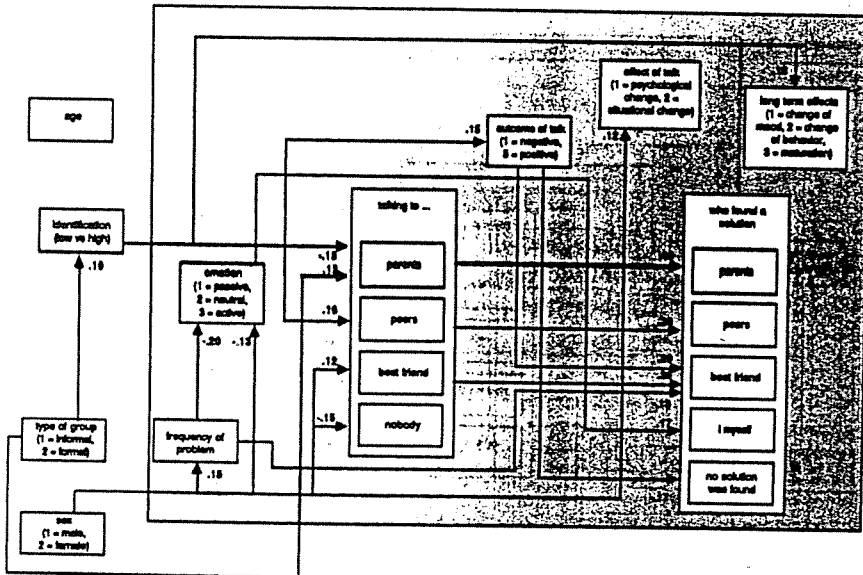 effect of talk
(1 = psychological
change, 2 =
situational change)
long term effects
(1 = change of
mood, 2 = change
of behavior,
3 = maturation)
age
.15
outcome of talk
(1 = negative,
5 = positive)
.12
talking to ...
who found a
solution
identification
(low vs high)
-.15
.19
emotion
(1 = passive,
2 = neutral,
3 = active)
parents
parents
.15
peers
peers
-.20
-.13
.12
best friend
best friend
type of group
(1 = informal,
2 = formal)
frequency of
problem
-.15
nobody
I myself
.15
no solution
was found
sex
(1 = male,
2 = female)